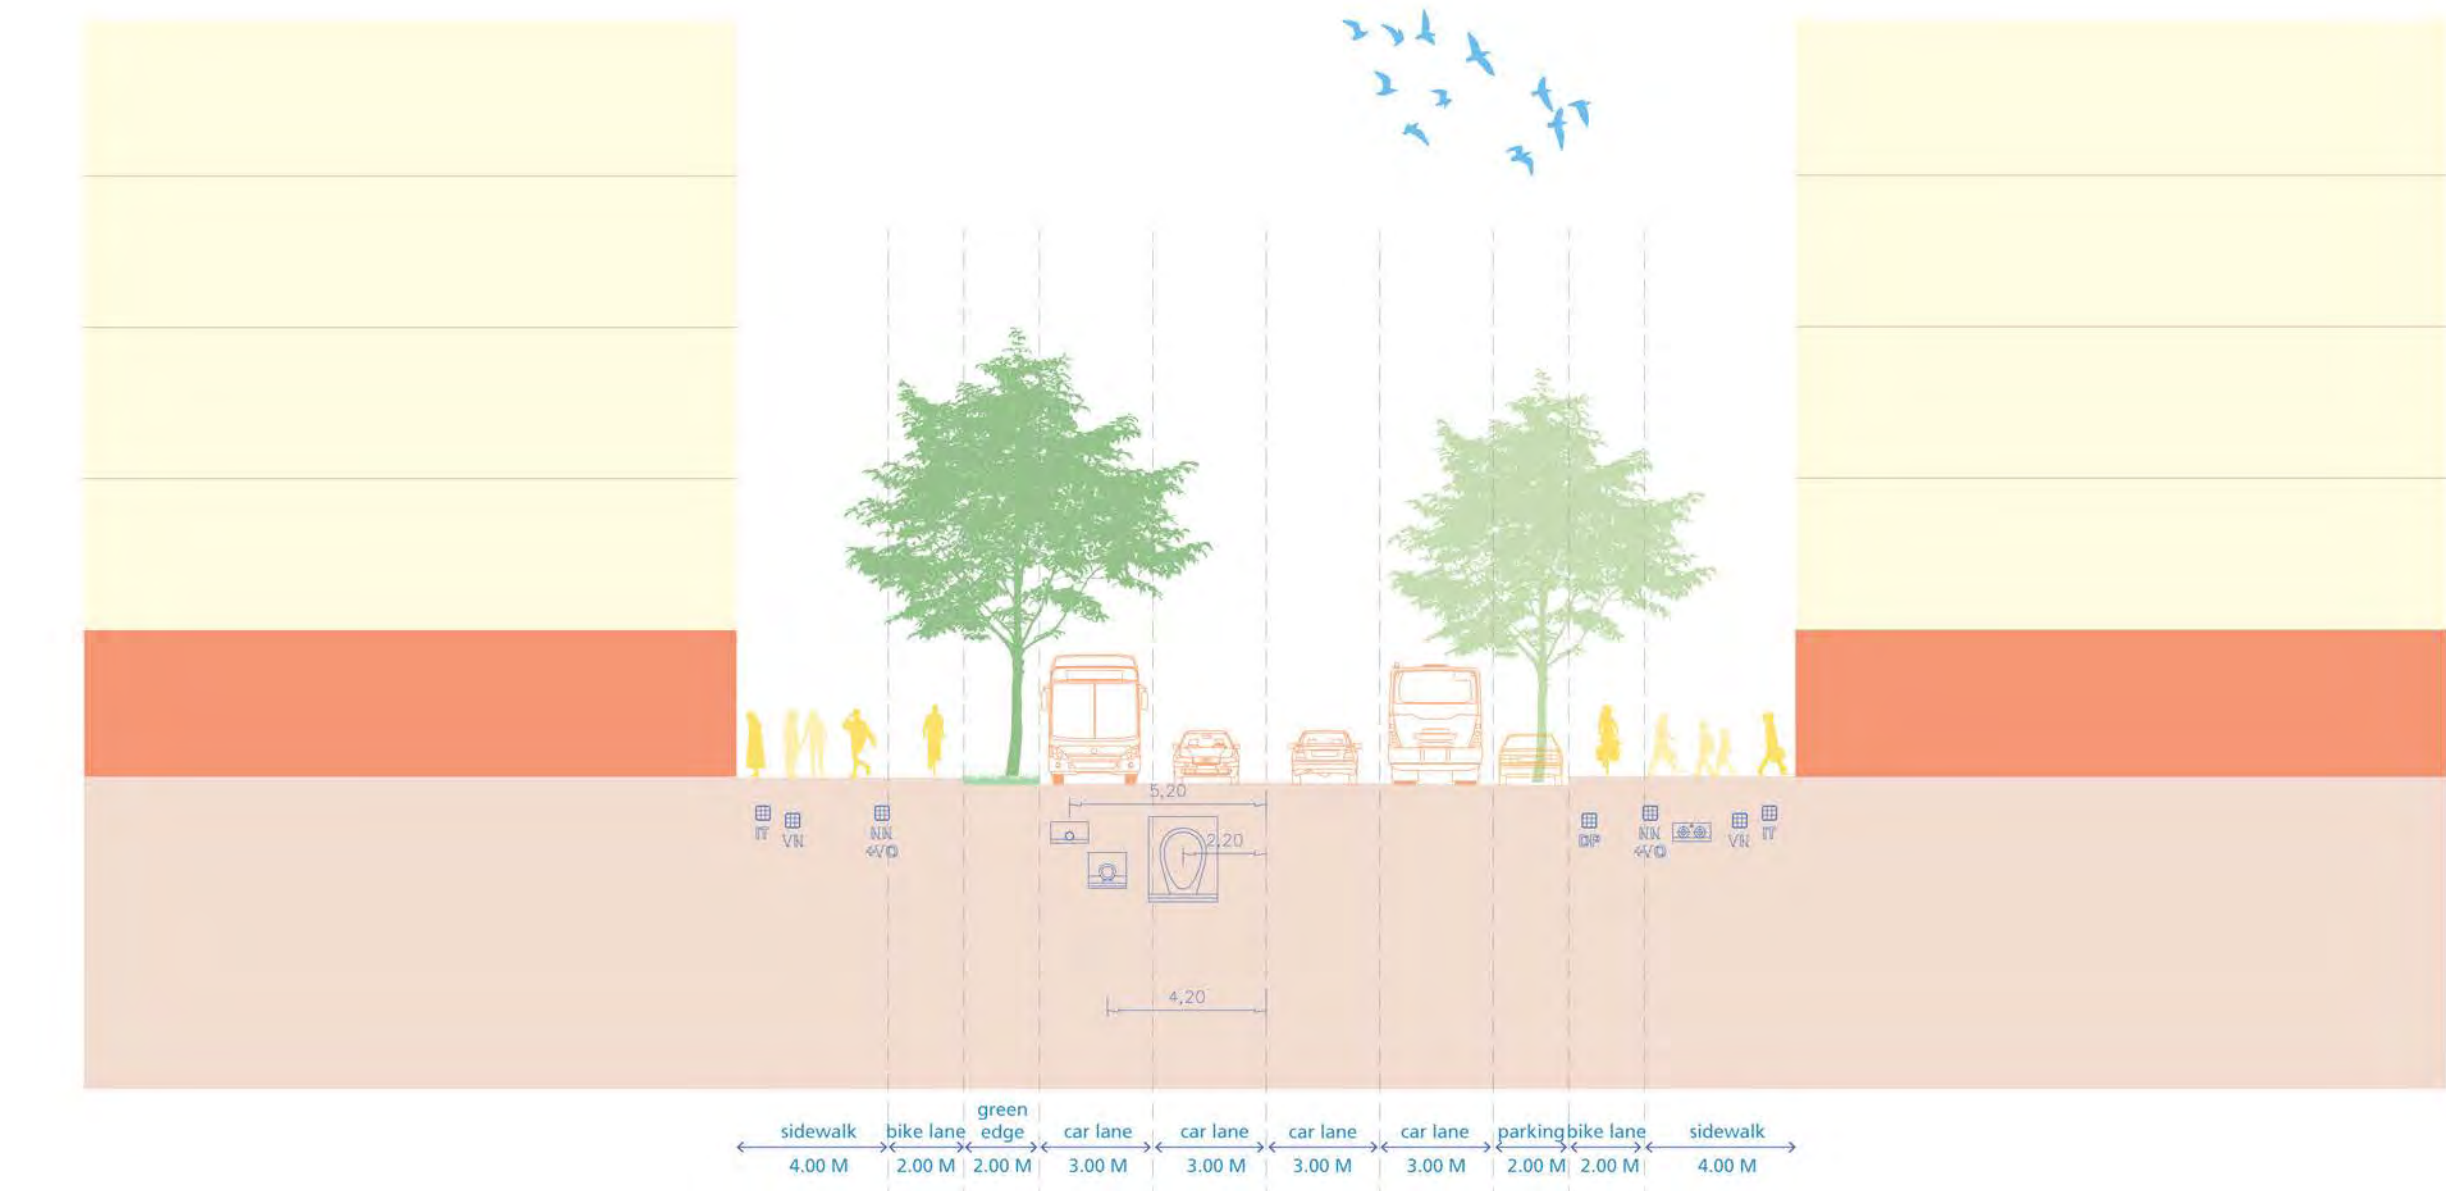 5,20
2,20
IT
VN
NN
+VO
DP
NN
+VO
VN
IT
4,20
green
sidewalk bike lane edge car lane car lane car lane car lane parking bike lane sidewalk
4.00 M 2.00 M 2.00 M 3.00 M 3.00 M 3.00 M 3.00 M 2.00 M 2.00 M 4.00 M